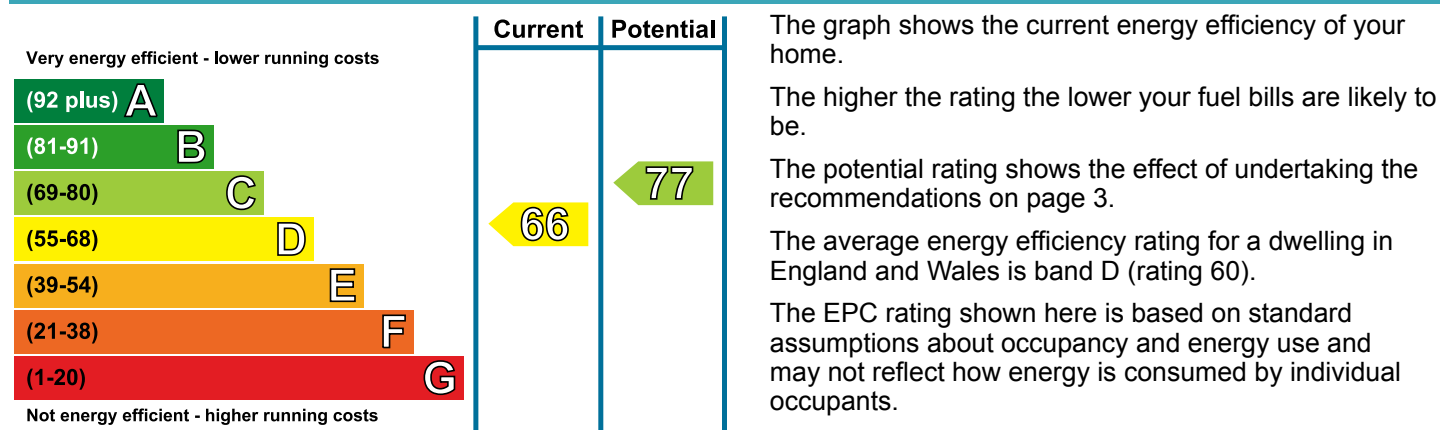 Current Potential
Very energy efficient - lower running costs
(92 plus) A
(81-91) B
(69-80) C
(55-68) D
(39-54) E
(21-38) F
(1-20) G
Not energy efficient - higher running costs
66
77
The graph shows the current energy efficiency of your
home.
The higher the rating the lower your fuel bills are likely to
be.
The potential rating shows the effect of undertaking the
recommendations on page 3.
The average energy efficiency rating for a dwelling in
England and Wales is band D (rating 60).
The EPC rating shown here is based on standard
assumptions about occupancy and energy use and
may not reflect how energy is consumed by individual
occupants.